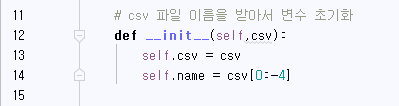 11 # csv 파일 이름을 받아서 변수 초기화
12 def __init__(self,csv):
13 self.csv = csv
14 self.name = csv[0:-4]
15